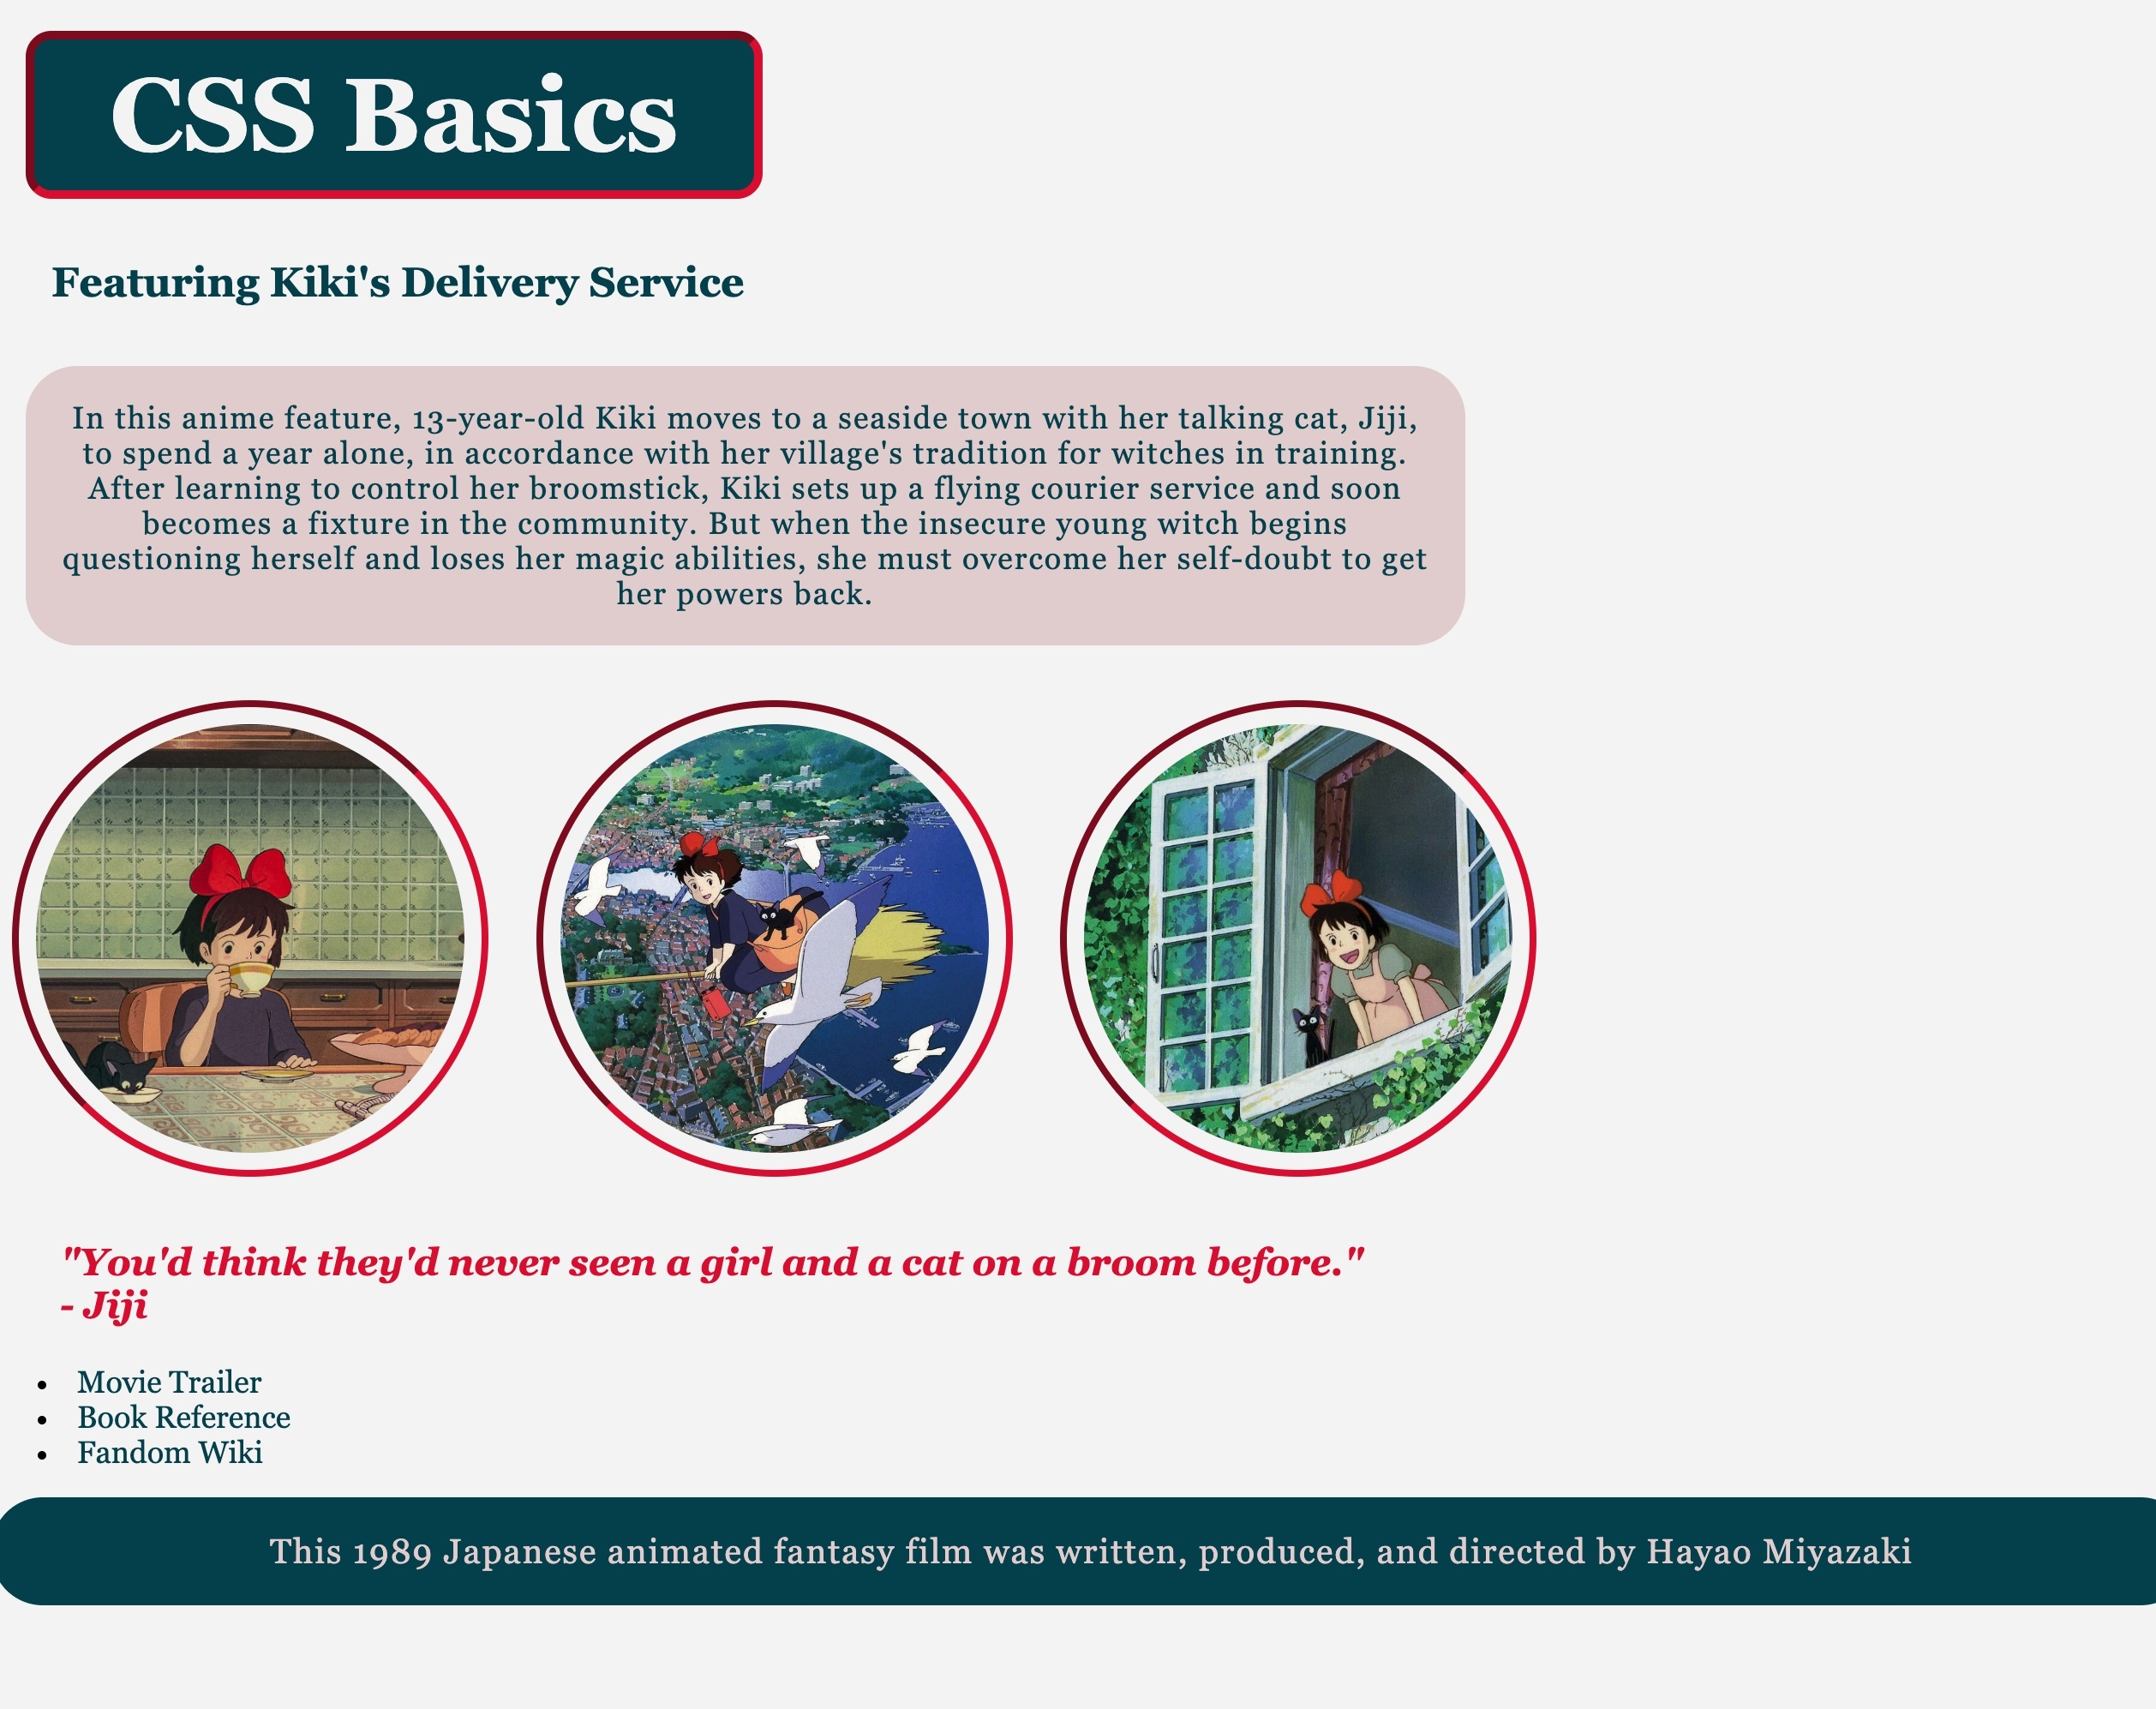 CSS Basics
Featuring Kiki's Delivery Service
In this anime feature, 13-year-old Kiki moves to a seaside town with her talking cat, Jiji,
to spend a year alone, in accordance with her village's tradition for witches in training.
After learning to control her broomstick, Kiki sets up a flying courier service and soon
becomes a fixture in the community. But when the insecure young witch begins
questioning herself and loses her magic abilities, she must overcome her self-doubt to get
her powers back.
"You'd think they'd never seen a girl and a cat on a broom before."
- Jiji
• Movie Trailer
• Book Reference
• Fandom Wiki
This 1989 Japanese animated fantasy film was written, produced, and directed by Hayao Miyazaki